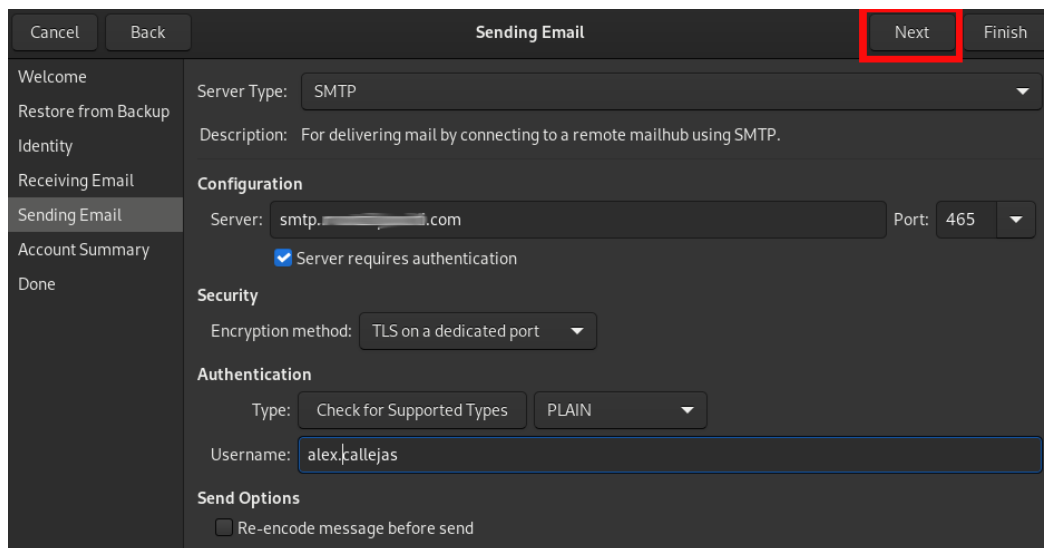 Cancel Back Sending Email Next Finish
Welcome
Restore from Backup
Identity
Receiving Email
Sending Email
Account Summary
Done
Server Type: SMTP
Description: For delivering mail by connecting to a remote mailhub using SMTP.
Configuration
Server: smtp. .com Port: 465
Server requires authentication
Security
Encryption method: TLS on a dedicated port
Authentication
Type: Check for Supported Types PLAIN
Username: alex.callejas
Send Options
Re-encode message before send